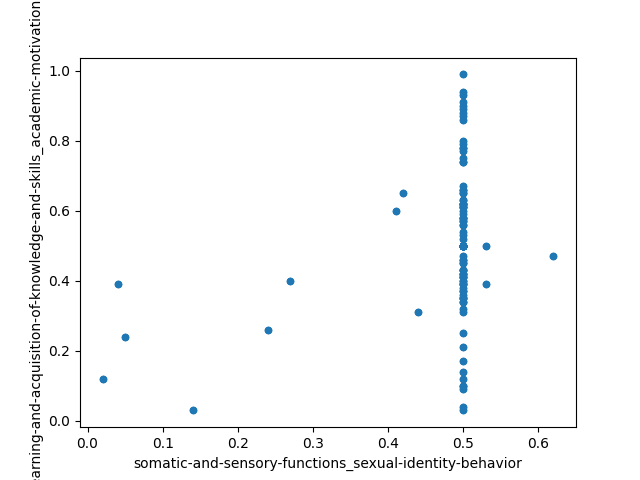 earning-and-acquisition-of-knowledge-and-skills_academic-motivation
1.0
0.8
0.6
0.4
0.2
0.0
0.0 0.1 0.2 0.3 0.4 0.5 0.6
somatic-and-sensory-functions_sexual-identity-behavior